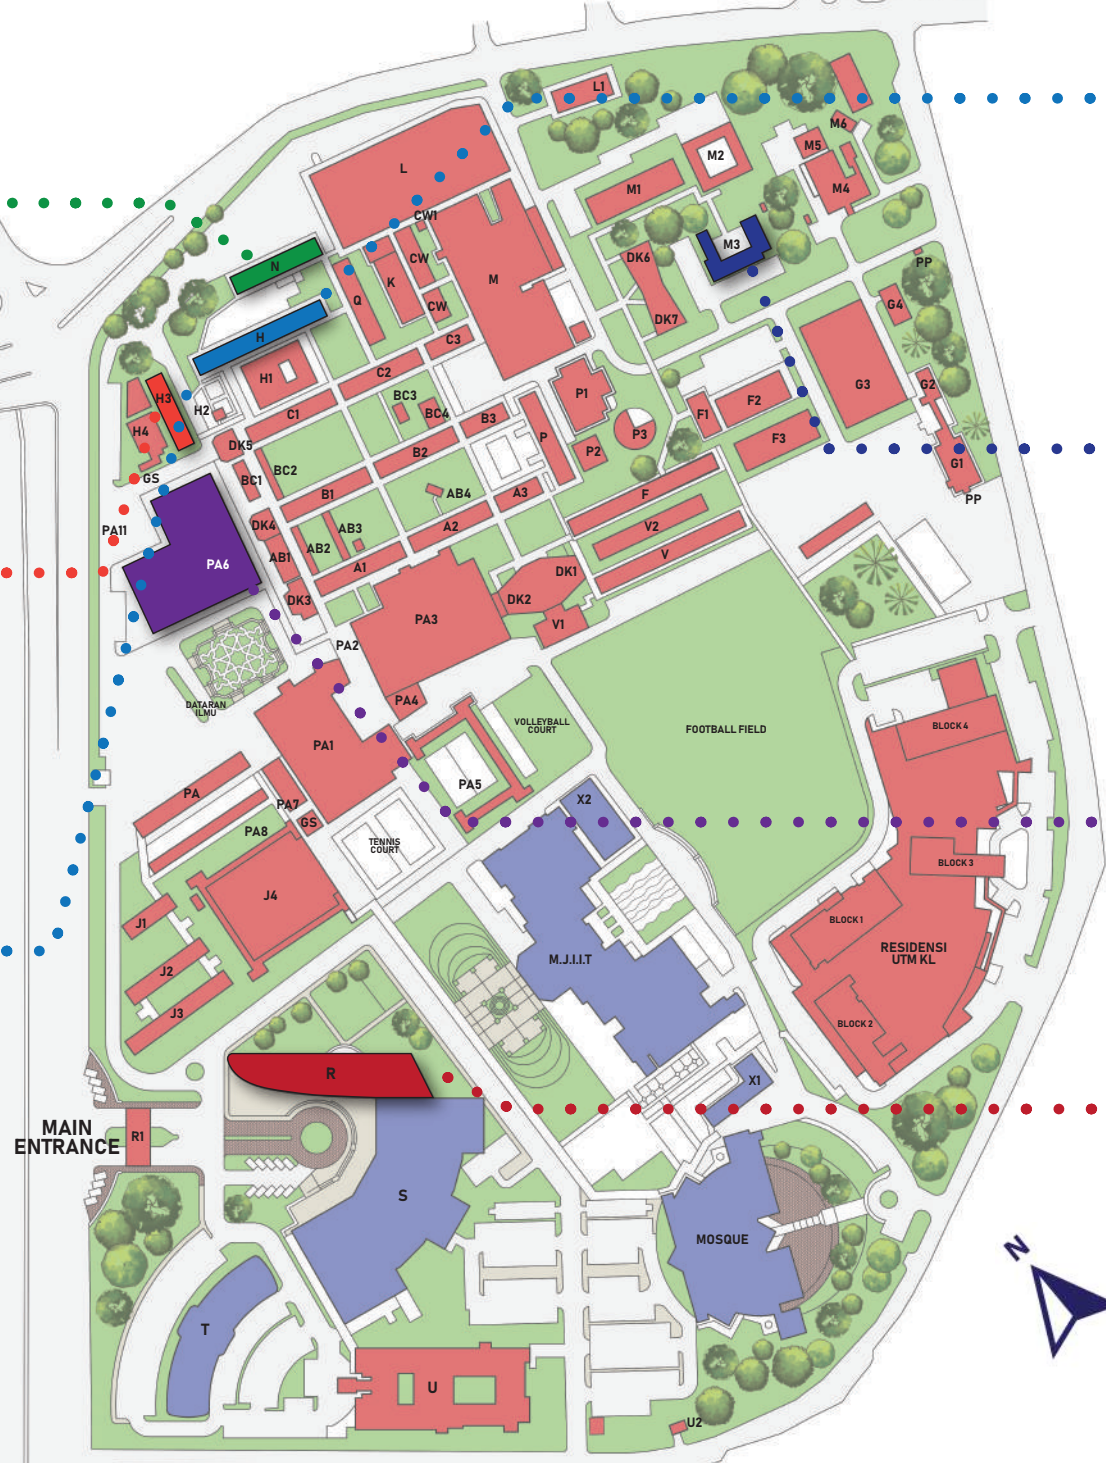 L1
M6
M5
M2
L
M1
M4
CW1
M3
CW
DK6
PP
N
K
M
Q
CW
G4
DK7
H
C3
C2
H1
G2
G3
P1
H3
BC3
F2
H2
C1
BC4
F1
B3
H4
P
P3
F3
DK5
B2
P2
G1
BC2
GS
BC1
B1
AB4
A3
F
PP
PA11
DK4
AB3
A2
V2
AB2
AB1
V
PA6
A1
DK1
DK3
DK2
PA3
V1
PA2
PA4
DATARAN
ILMU
VOLLEYBALL
COURT
FOOTBALL FIELD
BLOCK 4
PA1
PA5
PA
PA7
X2
GS
PA8
TENNIS
COURT
BLOCK 3
J4
BLOCK 1
J1
RESIDENSI
UTM KL
M.J.I.I.T
J2
J3
BLOCK 2
R
X1
MAIN
ENTRANCE
R1
S
MOSQUE
N
T
U
U2